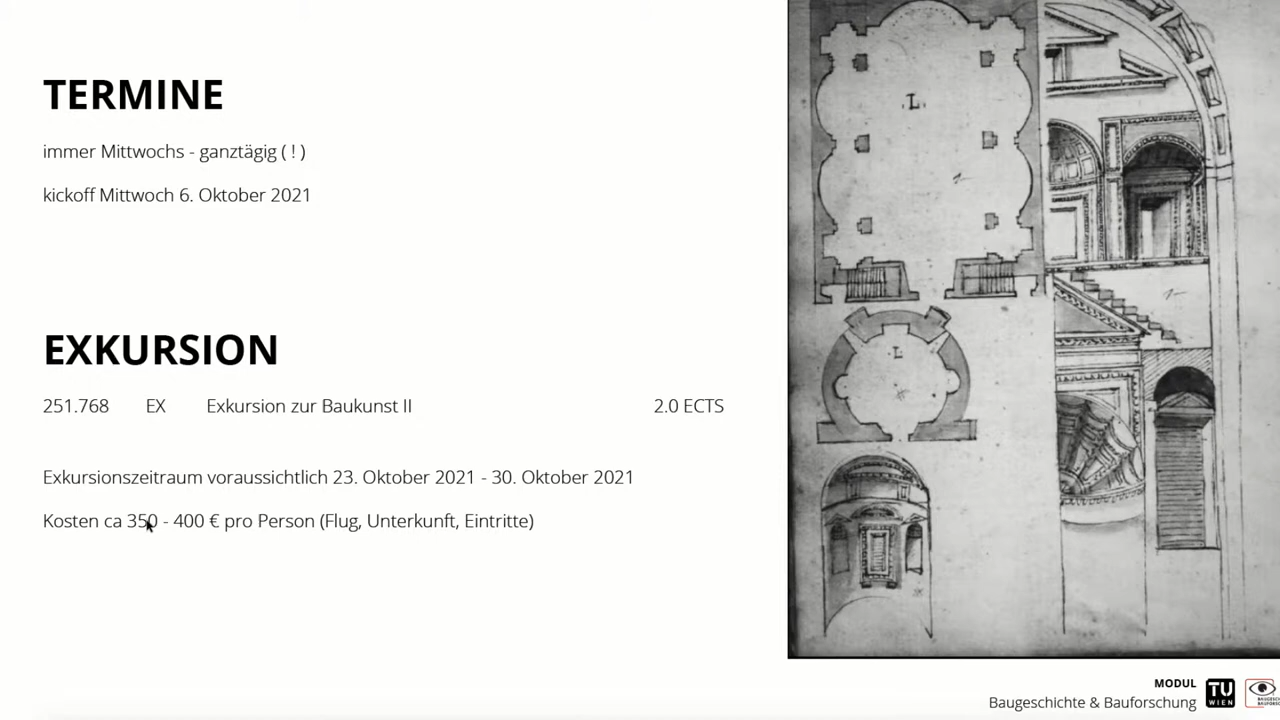 TERMINE
immer Mittwochs - ganztägig ( ! )
kickoff Mittwoch 6. Oktober 2021
EXKURSION
251.768 EX Exkursion zur Baukunst II 2.0 ECTS
Exkursionszeitraum voraussichtlich 23. Oktober 2021 - 30. Oktober 2021
Kosten ca 350 - 400 € pro Person (Flug, Unterkunft, Eintritte)
.L.
.L
MODUL
Baugeschichte & Bauforschung
TU
WIEN